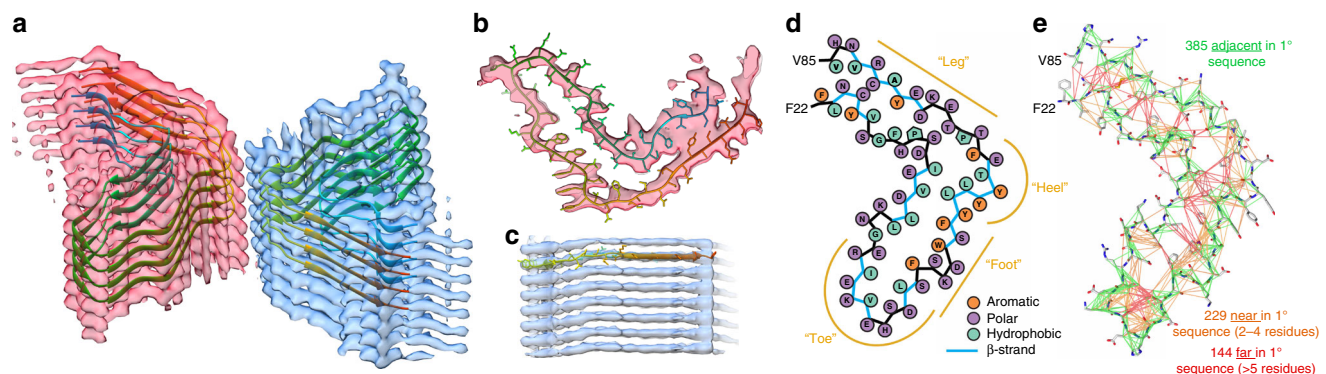 a
b
c
d
e
V85
F22
H N
V V R
F N C C A
L Y V Y E K E
D T
S G F P S T P T
H D F E
E I T
D V L L Y
K L Y Y
N L F
G S
R W
I F S D
E L S K
K V S D
E H
"Leg"
"Heel"
"Foot"
"Toe"
Aromatic
Polar
Hydrophobic
β-strand
V85
F22
385 adjacent in 1°
sequence
229 near in 1°
sequence (2–4 residues)
144 far in 1°
sequence (>5 residues)